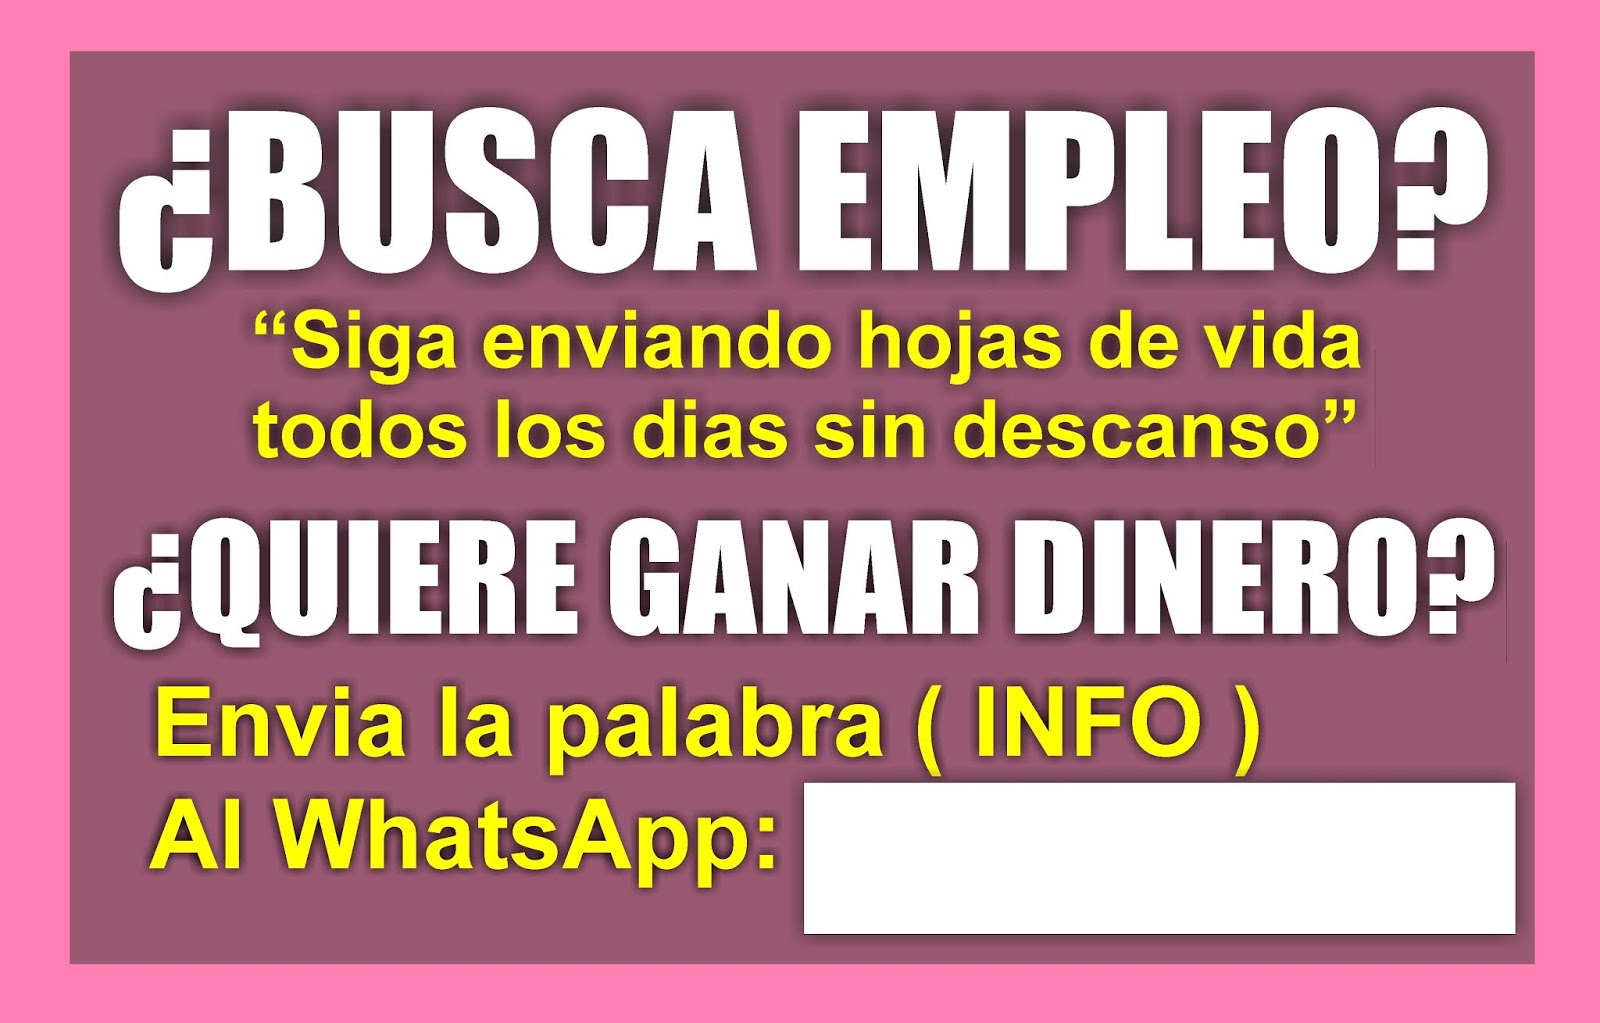 ¿BUSCA EMPLEO?
“Siga enviando hojas de vida
todos los dias sin descanso”
¿QUIERE GANAR DINERO?
Envia la palabra ( INFO )
Al WhatsApp: